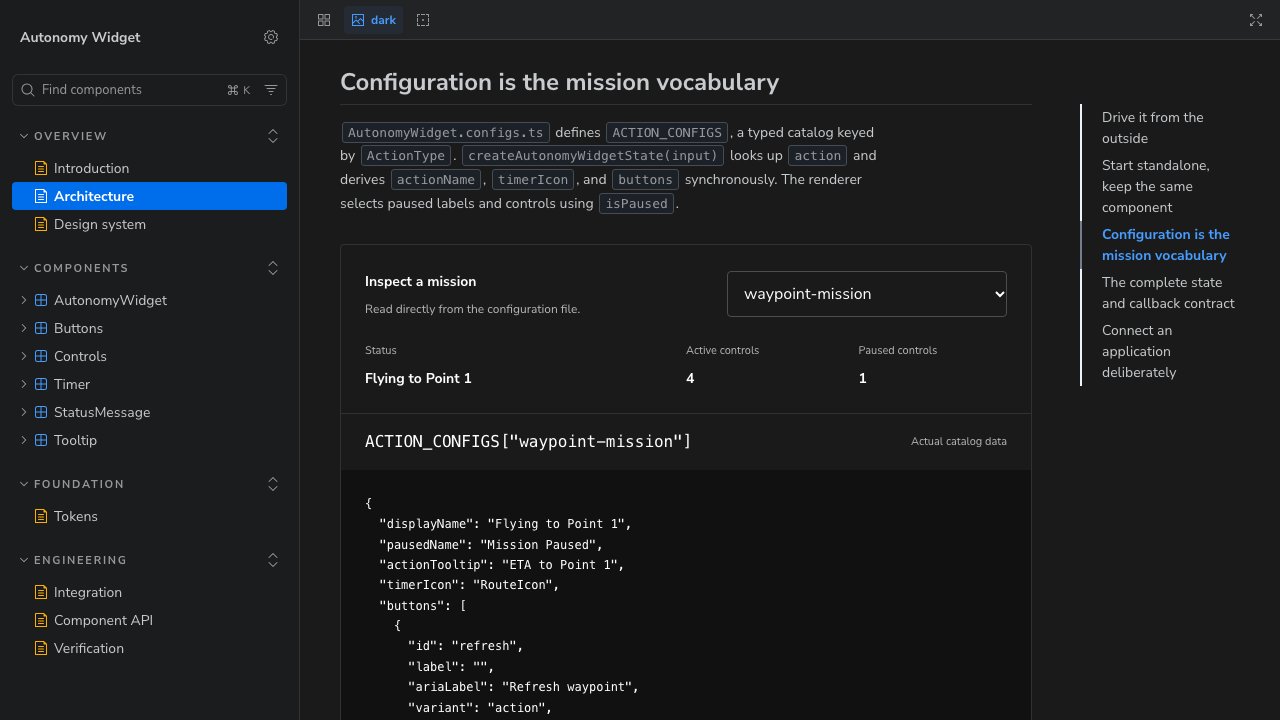 Autonomy Widget
Find components
⌘ K
OVERVIEW
Introduction
Architecture
Design system
COMPONENTS
AutonomyWidget
Buttons
Controls
Timer
StatusMessage
Tooltip
FOUNDATION
Tokens
ENGINEERING
Integration
Component API
Verification
dark
Configuration is the mission vocabulary
AutonomyWidget.configs.ts defines ACTION_CONFIGS, a typed catalog keyed
by ActionType. createAutonomyWidgetState(input) looks up action and
derives actionName, timerIcon, and buttons synchronously. The renderer
selects paused labels and controls using isPaused.
Inspect a mission
Read directly from the configuration file.
waypoint-mission
Status
Active controls
Paused controls
Flying to Point 1
4
1
ACTION_CONFIGS["waypoint-mission"]
Actual catalog data
{
"displayName": "Flying to Point 1",
"pausedName": "Mission Paused",
"actionTooltip": "ETA to Point 1",
"timerIcon": "RouteIcon",
"buttons": [
{
"id": "refresh",
"label": "",
"ariaLabel": "Refresh waypoint",
"variant": "action",
Drive it from the
outside
Start standalone,
keep the same
component
Configuration is the
mission vocabulary
The complete state
and callback contract
Connect an
application
deliberately